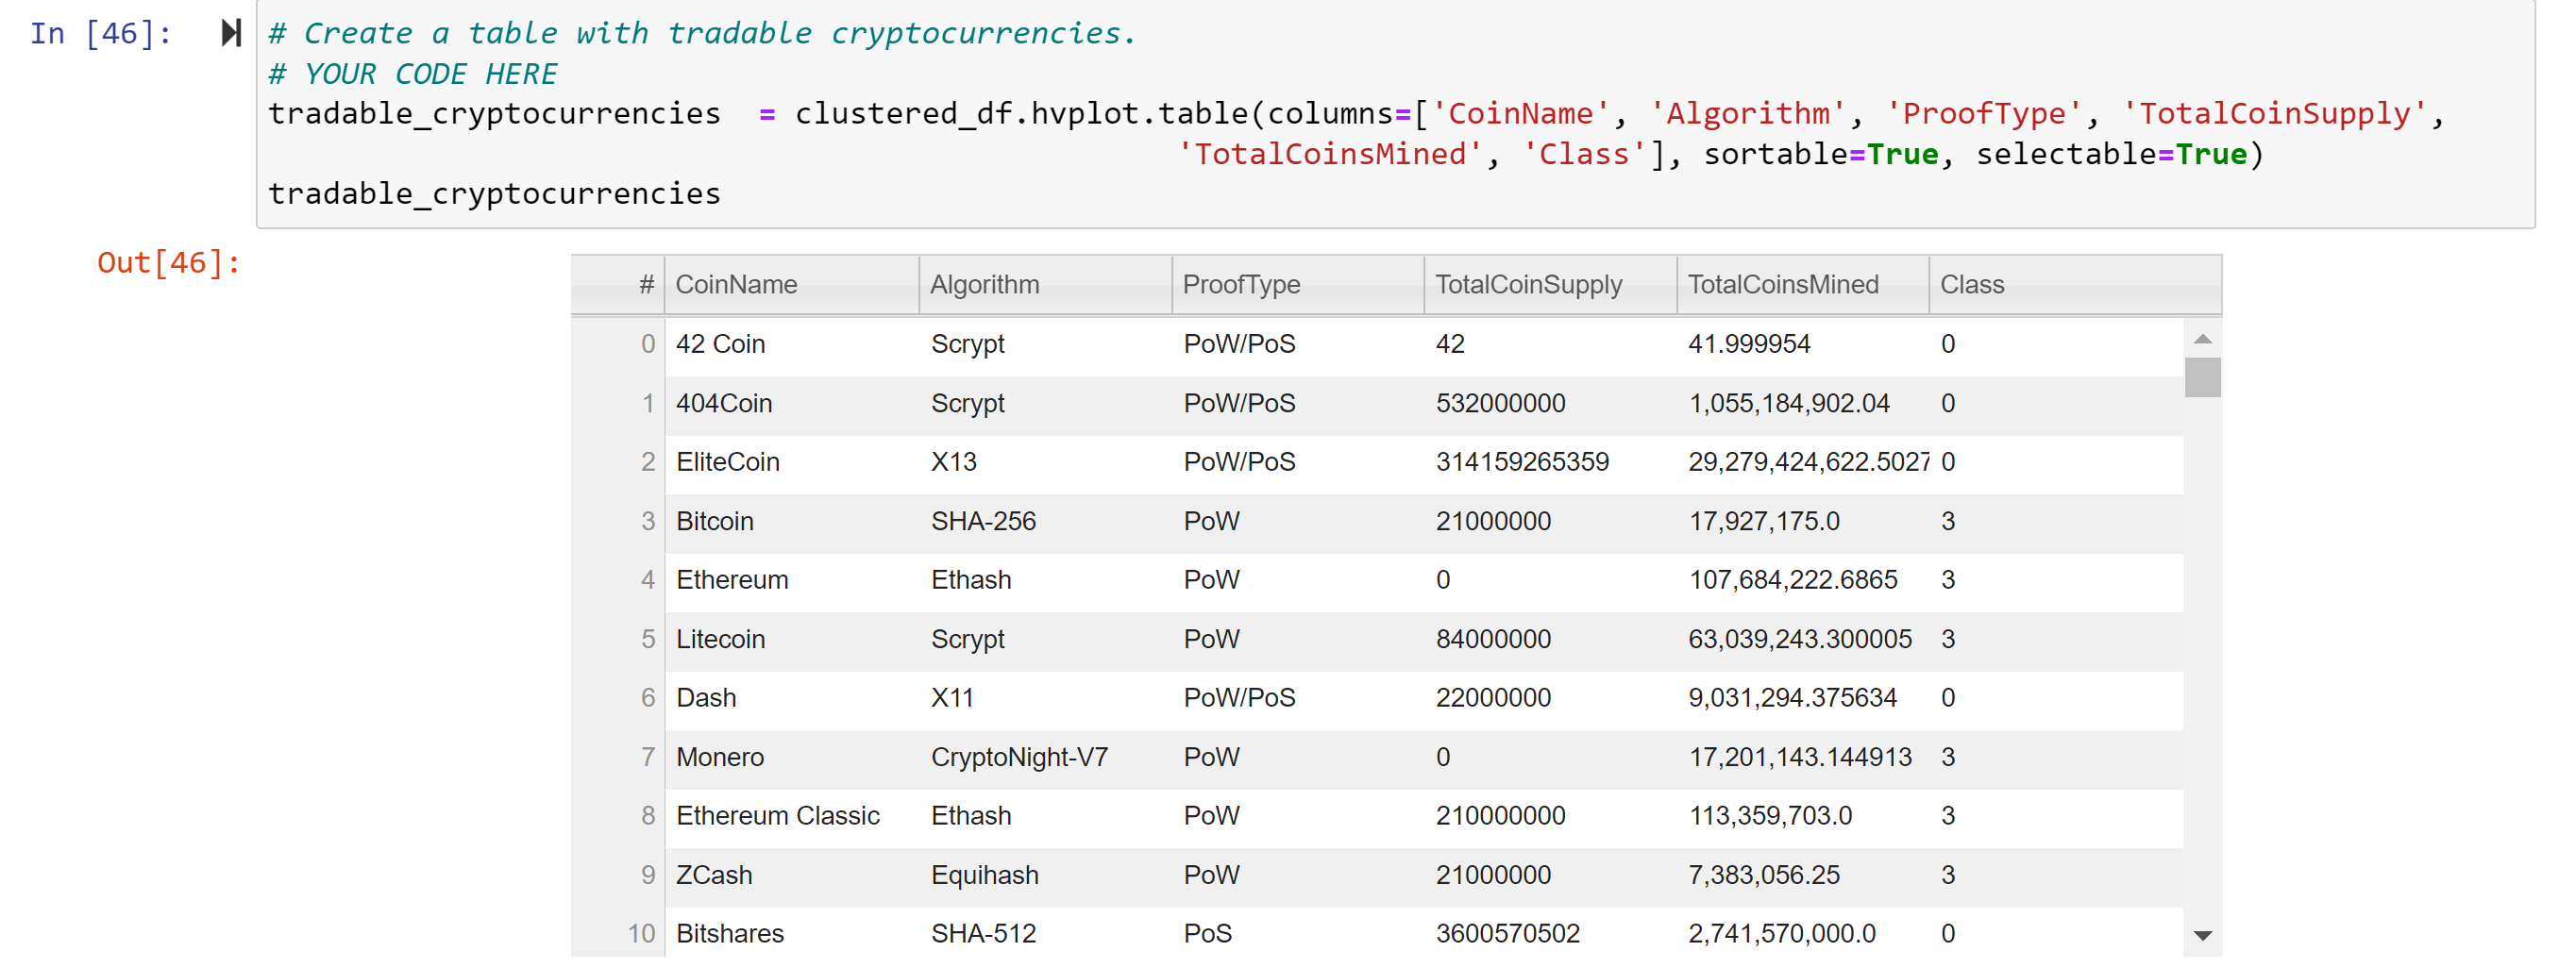 In [46]:
# Create a table with tradable cryptocurrencies.
# YOUR CODE HERE
tradable_cryptocurrencies  = clustered_df.hvplot.table(columns=['CoinName', 'Algorithm', 'ProofType', 'TotalCoinSupply',
'TotalCoinsMined', 'Class'], sortable=True, selectable=True)
tradable_cryptocurrencies
Out[46]:
# CoinName Algorithm ProofType TotalCoinSupply TotalCoinsMined Class
0 42 Coin Scrypt PoW/PoS 42 41.999954 0
1 404Coin Scrypt PoW/PoS 532000000 1,055,184,902.04 0
2 EliteCoin X13 PoW/PoS 314159265359 29,279,424,622.5027 0
3 Bitcoin SHA-256 PoW 21000000 17,927,175.0 3
4 Ethereum Ethash PoW 0 107,684,222.6865 3
5 Litecoin Scrypt PoW 84000000 63,039,243.300005 3
6 Dash X11 PoW/PoS 22000000 9,031,294.375634 0
7 Monero CryptoNight-V7 PoW 0 17,201,143.144913 3
8 Ethereum Classic Ethash PoW 210000000 113,359,703.0 3
9 ZCash Equihash PoW 21000000 7,383,056.25 3
10 Bitshares SHA-512 PoS 3600570502 2,741,570,000.0 0